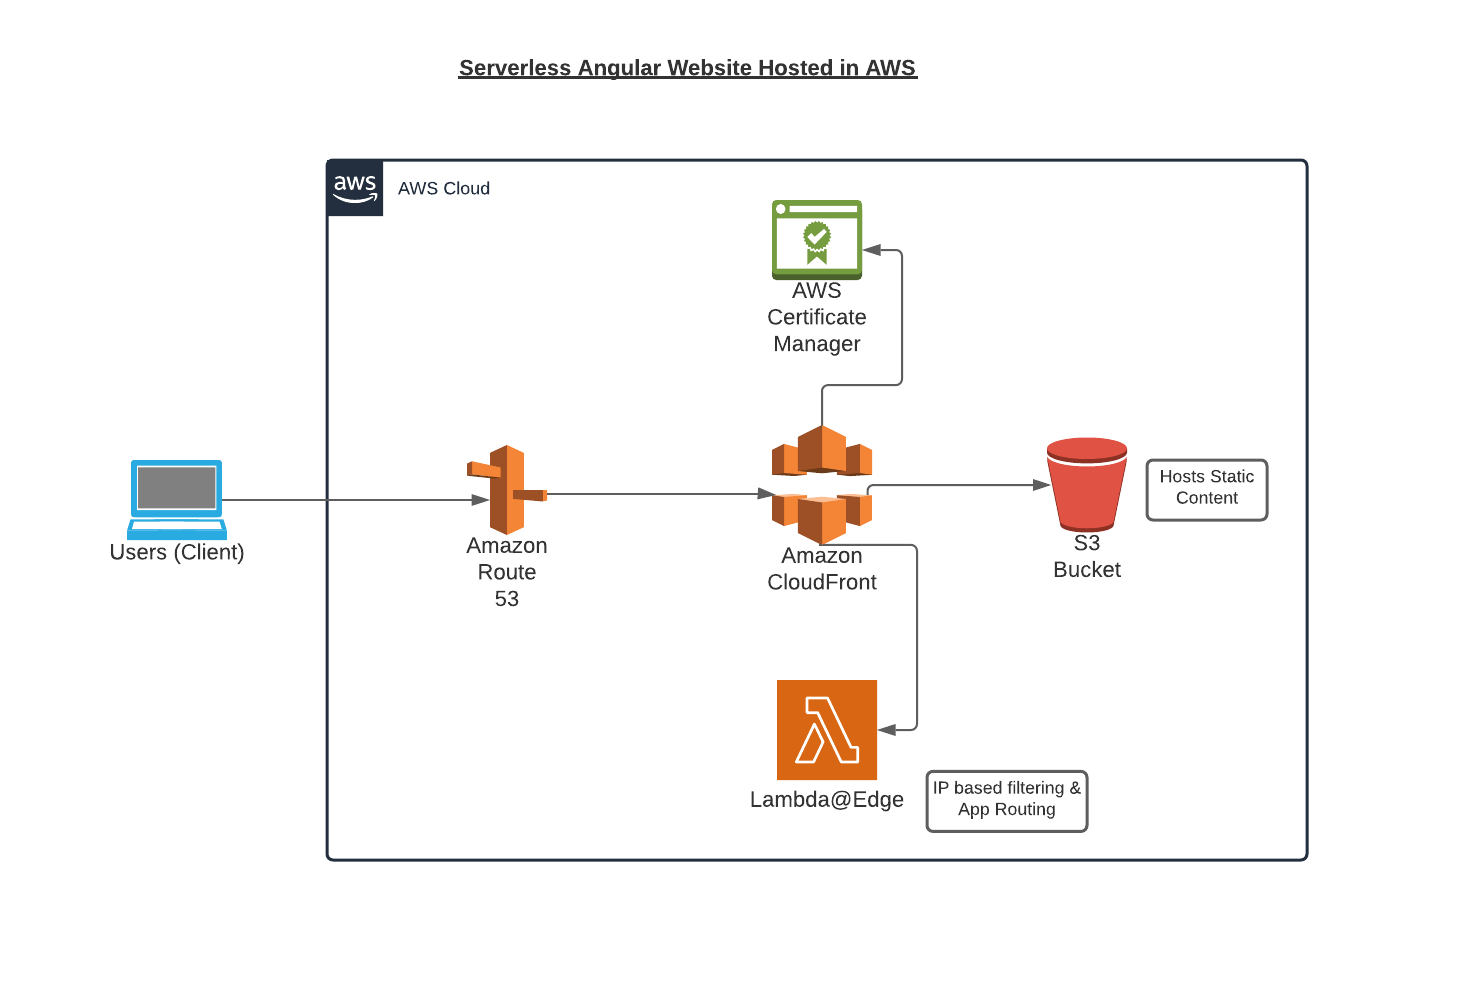 Serverless Angular Website Hosted in AWS
aws
AWS Cloud
AWS
Certificate
Manager
Users (Client)
Amazon
Route
53
Amazon
CloudFront
S3
Bucket
Hosts Static
Content
Lambda@Edge
IP based filtering &
App Routing